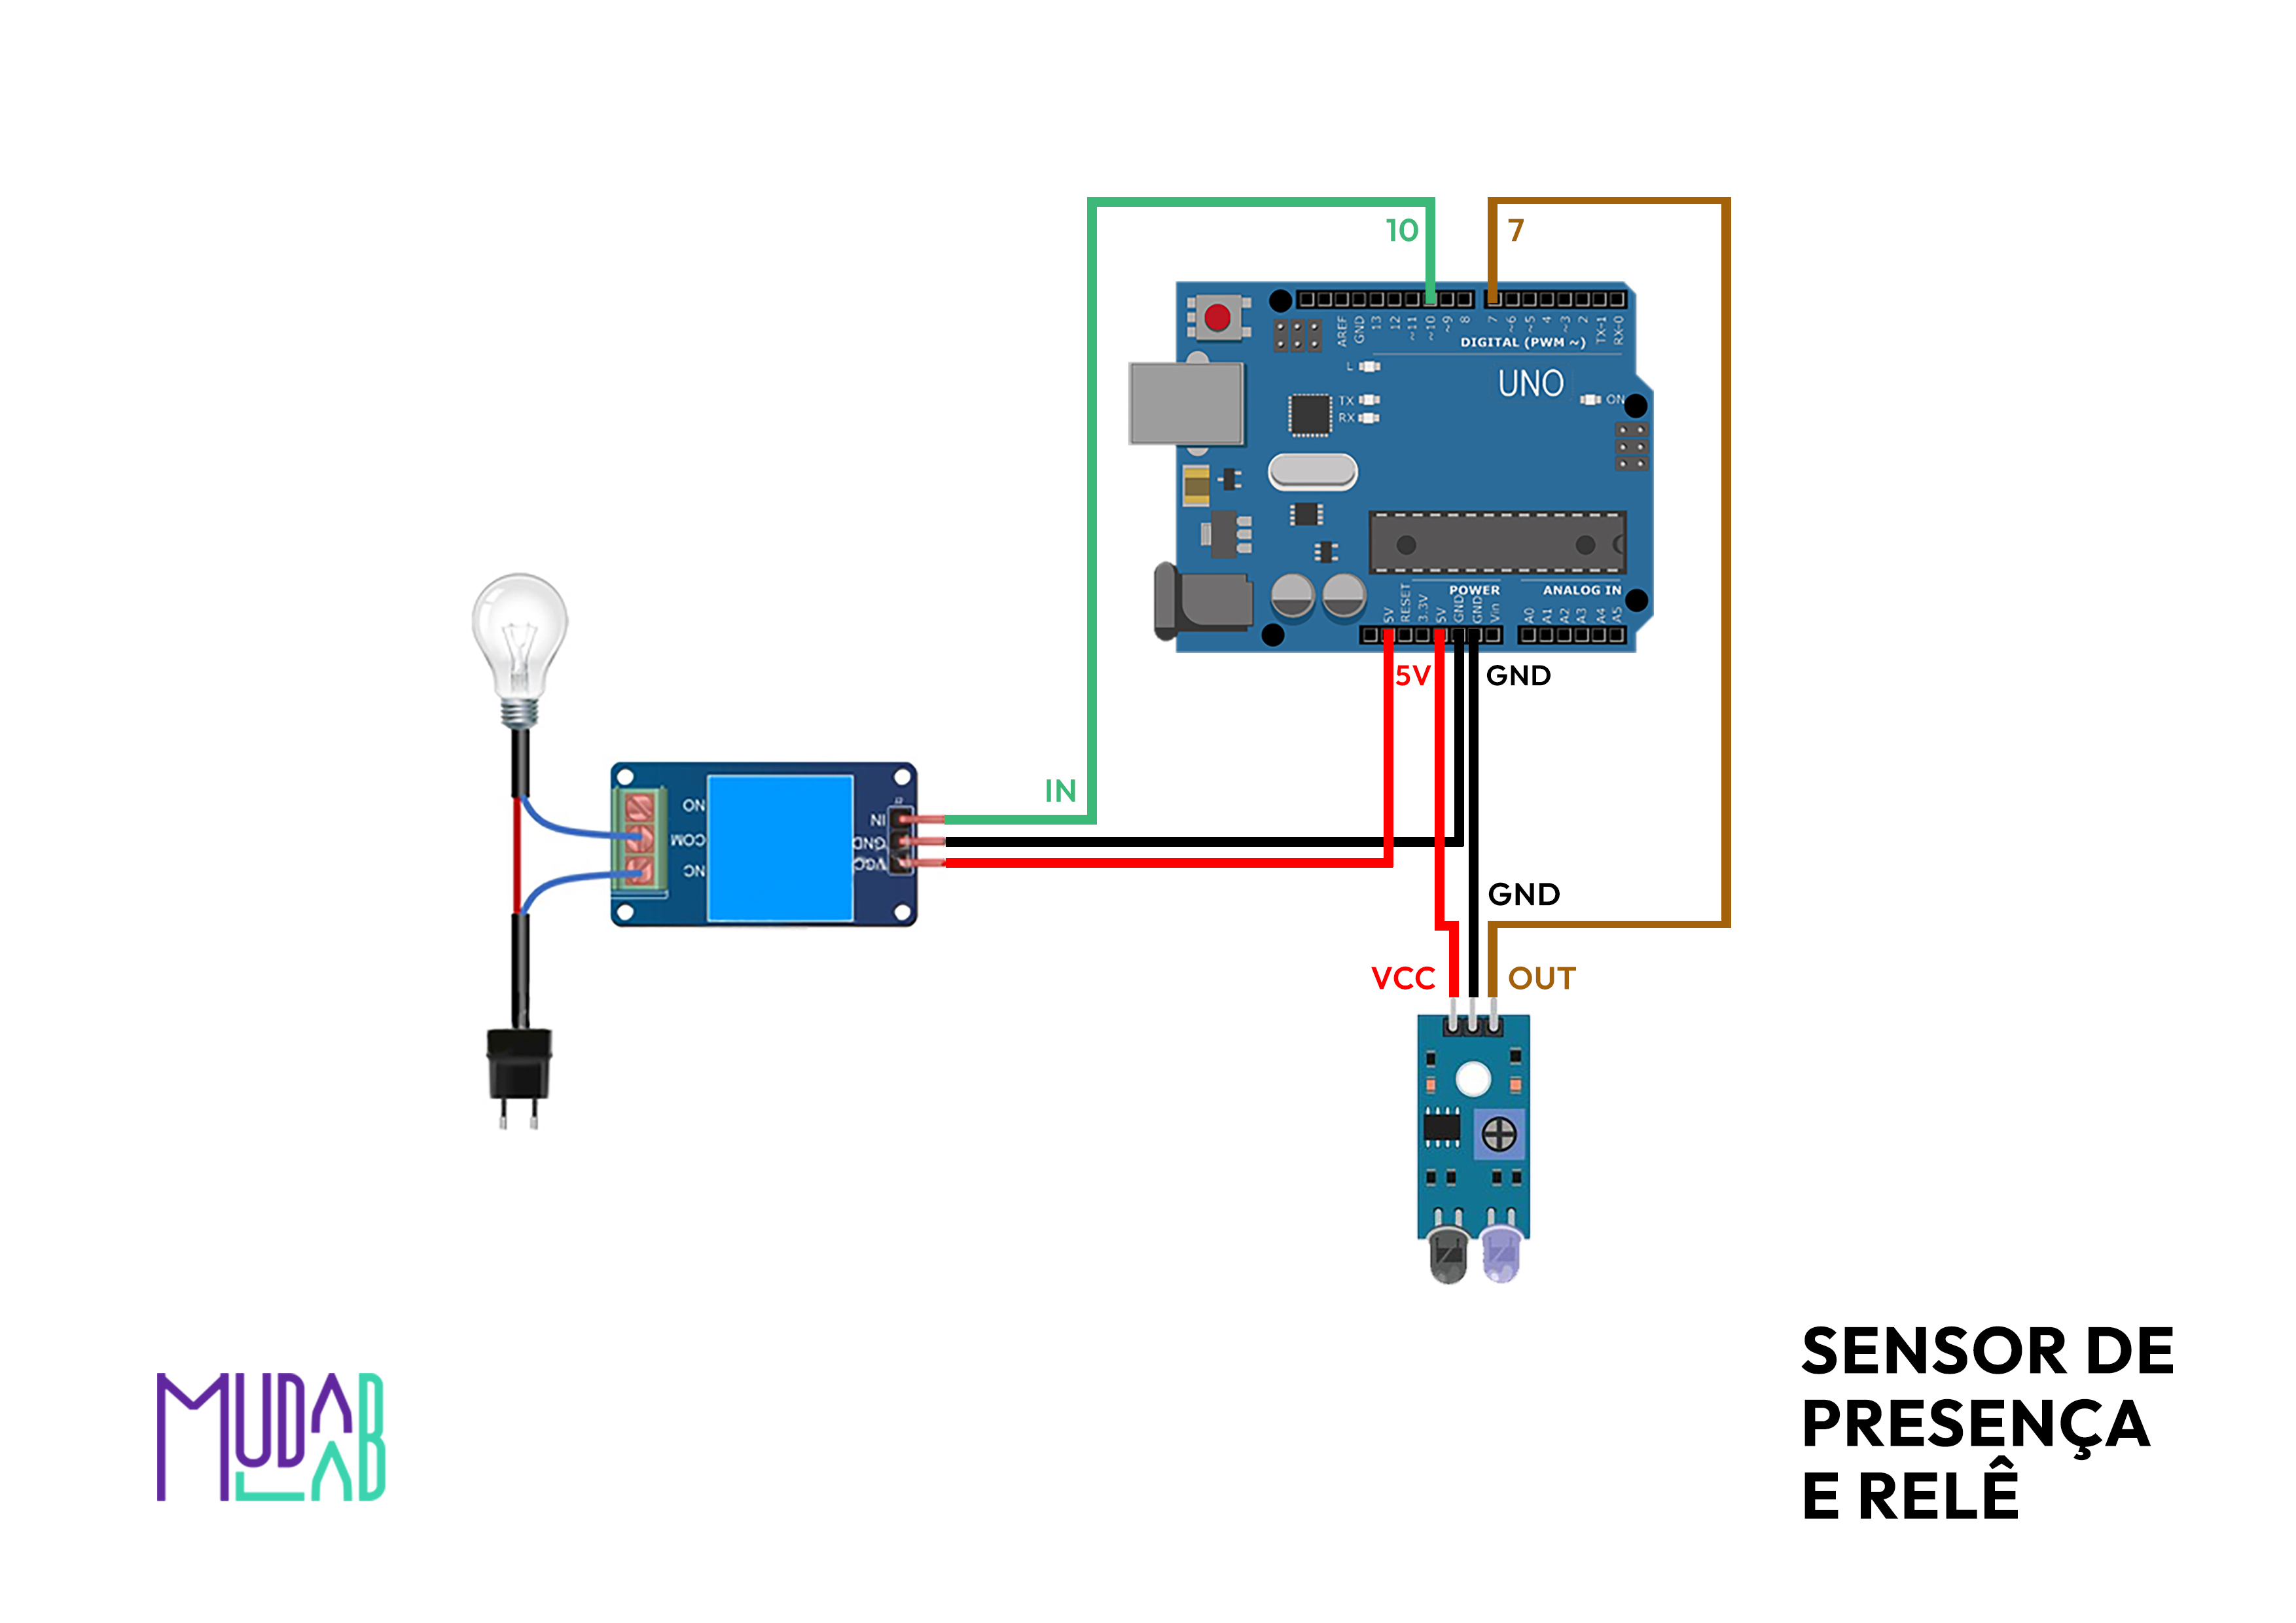 10
7
AREF
GND
13
12
~11
~10
~9
8
7
~6
~5
4
~3
2
TX-1
RX-0
DIGITAL (PWM ~)
L
UNO
TX
RX
ON
POWER
ANALOG IN
5V
RESET
3.3V
5V
GND
GND
Vin
A0
A1
A2
A3
A4
A5
5V
GND
IN
NO
COM
NC
IN
GND
VCC
GND
VCC
OUT
MUDA
LAB
SENSOR DE
PRESENÇA
E RELÊ